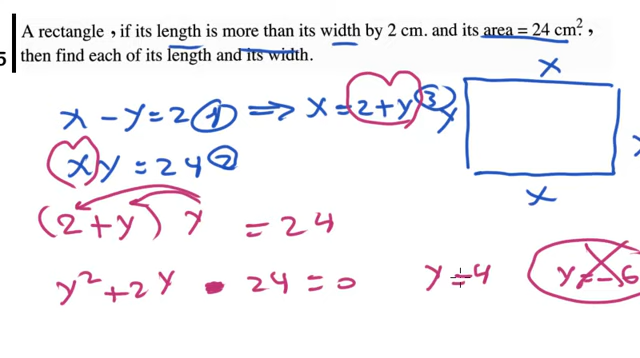 A rectangle , if its length is more than its width by 2 cm. and its area = 24 cm².,
5
then find each of its length and its width.
x - y = 2 ① ⇒ x = 2 + y ③
x y = 24 ②
(2 + y) y = 24
y² + 2y - 24 = 0 y = 4 y = -6
x
y
x